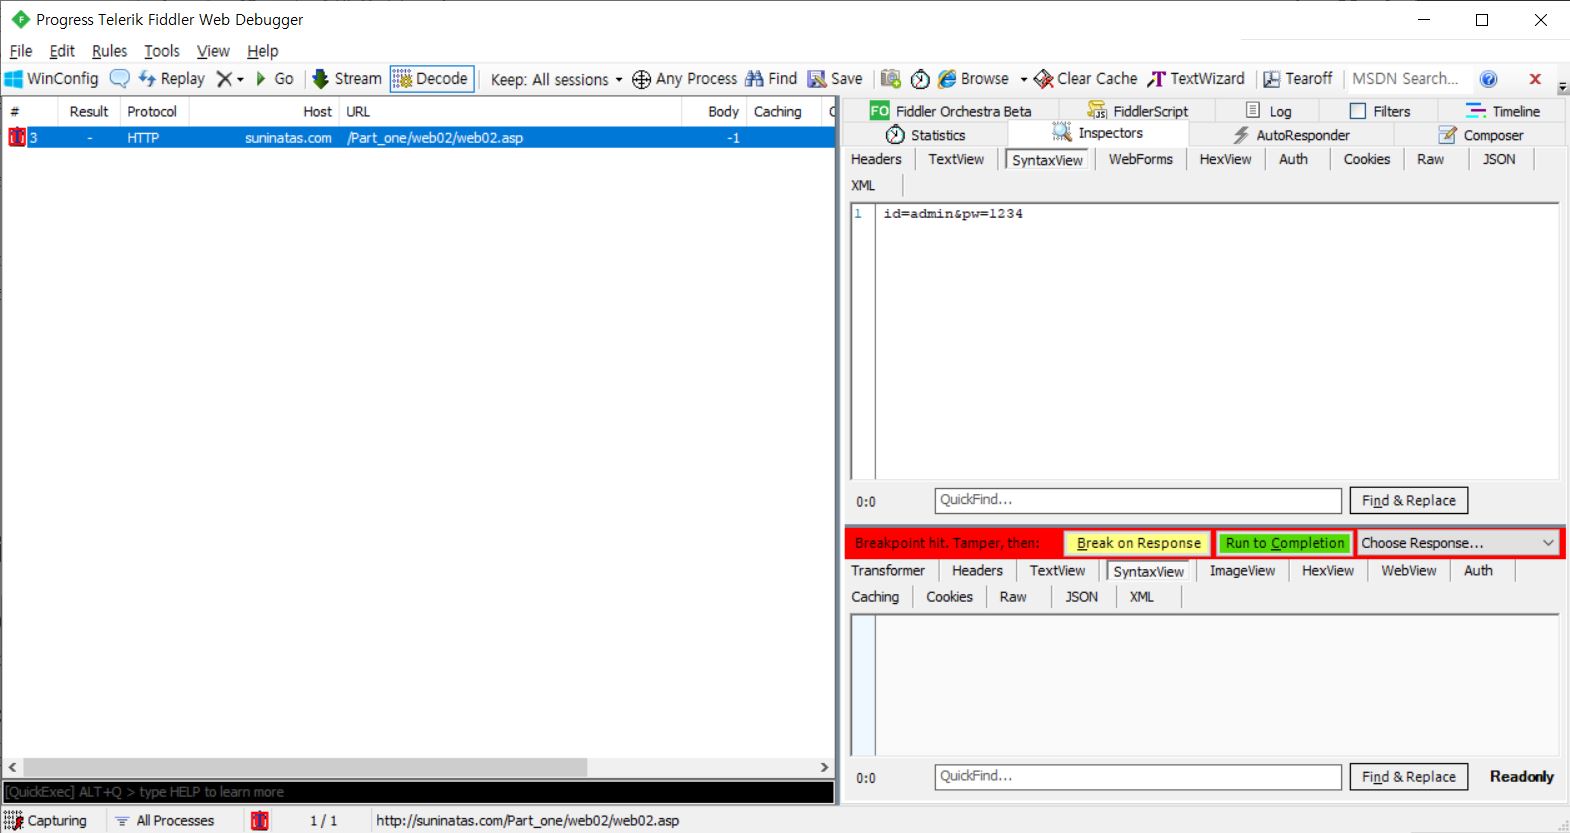 Progress Telerik Fiddler Web Debugger
File Edit Rules Tools View Help
WinConfig Replay Go Stream Decode Keep: All sessions Any Process Find Save Browse Clear Cache TextWizard Tearoff MSDN Search...
# Result Protocol Host URL Body Caching
3 - HTTP suninatas.com /Part_one/web02/web02.asp -1
Fiddler Orchestra Beta FiddlerScript Log Filters Timeline
Statistics Inspectors AutoResponder Composer
Headers TextView SyntaxView WebForms HexView Auth Cookies Raw JSON
XML
1 id=admin&pw=1234
0:0 QuickFind... Find & Replace
Breakpoint hit. Tamper, then: Break on Response Run to Completion Choose Response...
Transformer Headers TextView SyntaxView ImageView HexView WebView Auth
Caching Cookies Raw JSON XML
0:0 QuickFind... Find & Replace Readonly
[QuickExec] ALT+Q > type HELP to learn more
Capturing All Processes 1 / 1 http://suninatas.com/Part_one/web02/web02.asp